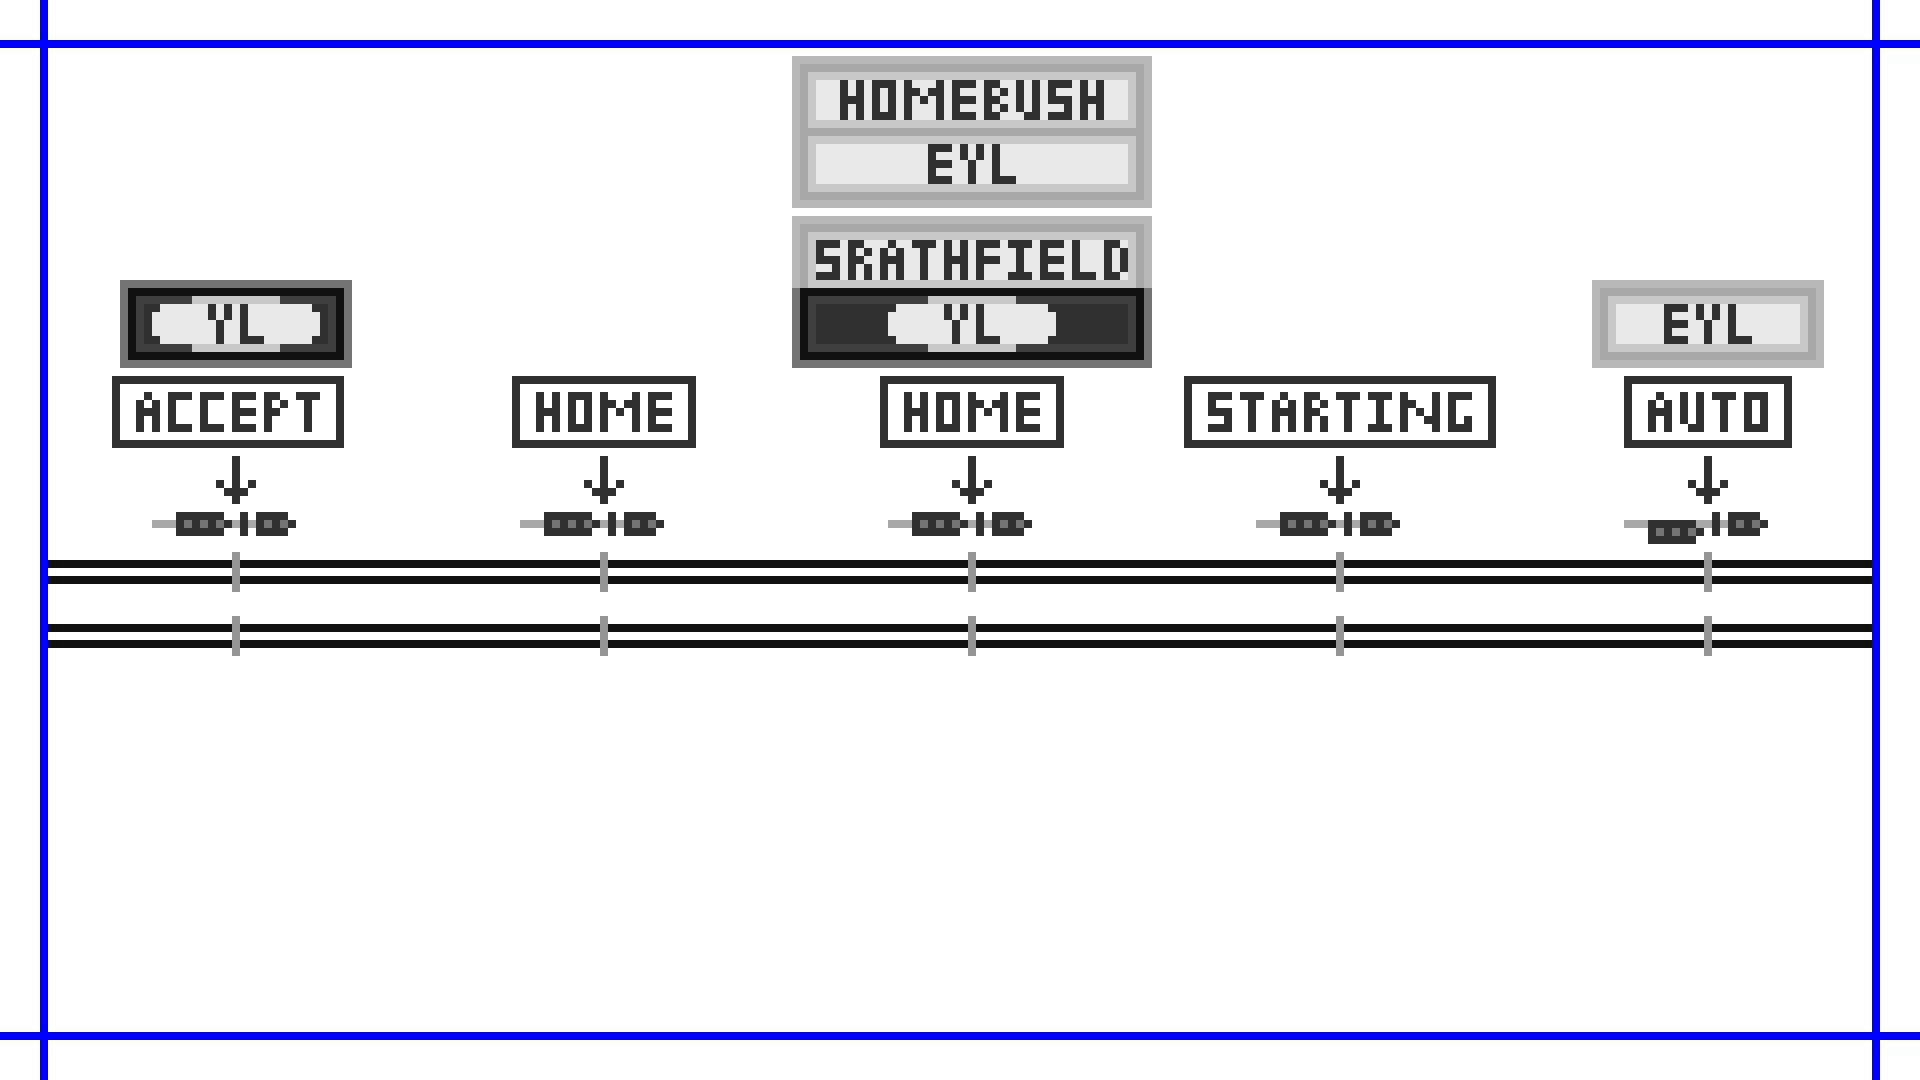 HOMEBUSH
EYL
SRATHFIELD
YL YL EYL
ACCEPT HOME HOME STARTING AUTO